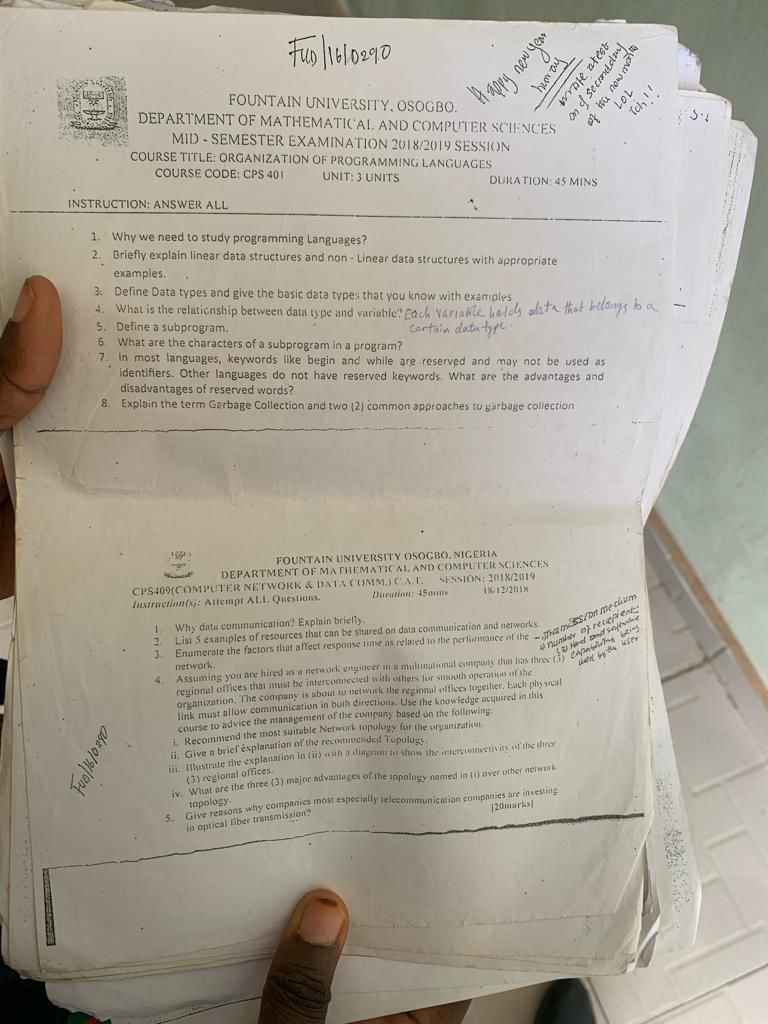 FUD/16/0290
Happy new year
hurray
wrote a test
on of second day
of the new month
LOL
FOUNTAIN UNIVERSITY, OSOGBO.
DEPARTMENT OF MATHEMATICAL AND COMPUTER SCIENCES
MID - SEMESTER EXAMINATION 2018/2019 SESSION
COURSE TITLE: ORGANIZATION OF PROGRAMMING LANGUAGES
COURSE CODE: CPS 401 UNIT: 3 UNITS DURATION: 45 MINS
INSTRUCTION: ANSWER ALL
1. Why we need to study programming Languages?
2. Briefly explain linear data structures and non - Linear data structures with appropriate
examples.
3. Define Data types and give the basic data types that you know with examples
4. What is the relationship between data type and variable? Each variable holds data that belongs to a
certain data type.
5. Define a subprogram.
6. What are the characters of a subprogram in a program?
7. In most languages, keywords like begin and while are reserved and may not be used as
identifiers. Other languages do not have reserved keywords. What are the advantages and
disadvantages of reserved words?
8. Explain the term Garbage Collection and two (2) common approaches to garbage collection
FOUNTAIN UNIVERSITY OSOGBO, NIGERIA
DEPARTMENT OF MATHEMATICAL AND COMPUTER SCIENCES
CPS409(COMPUTER NETWORK & DATA COMM.) C.A.T. SESSION: 2018/2019
Instruction(s): Attempt ALL Questions. Duration: 45mins 18/12/2018
1. Why data communication? Explain briefly.
2. List 5 examples of resources that can be shared on data communication and networks.
3. Enumerate the factors that affect response time as related to the performance of the
network.
- Transmission medium
number of recipient
Hard and software
capabilities being
used by the user
4. Assuming you are hired as a network engineer in a multinational company that has three (3)
regional offices that must be interconnected with others for smooth operation of the
organization. The company is about to network the regional offices together. Each physical
link must allow communication in both directions. Use the knowledge acquired in this
course to advice the management of the company based on the following:
i. Recommend the most suitable Network topology for the organization.
ii. Give a brief explanation of the recommended Topology.
iii. Illustrate the explanation in (ii) with a diagram to show the interconnectivity of the three
(3) regional offices.
iv. What are the three (3) major advantages of the topology named in (i) over other network
topology.
5. Give reasons why companies most especially telecommunication companies are investing
in optical fiber transmission? [20marks]
FUD/16/0290